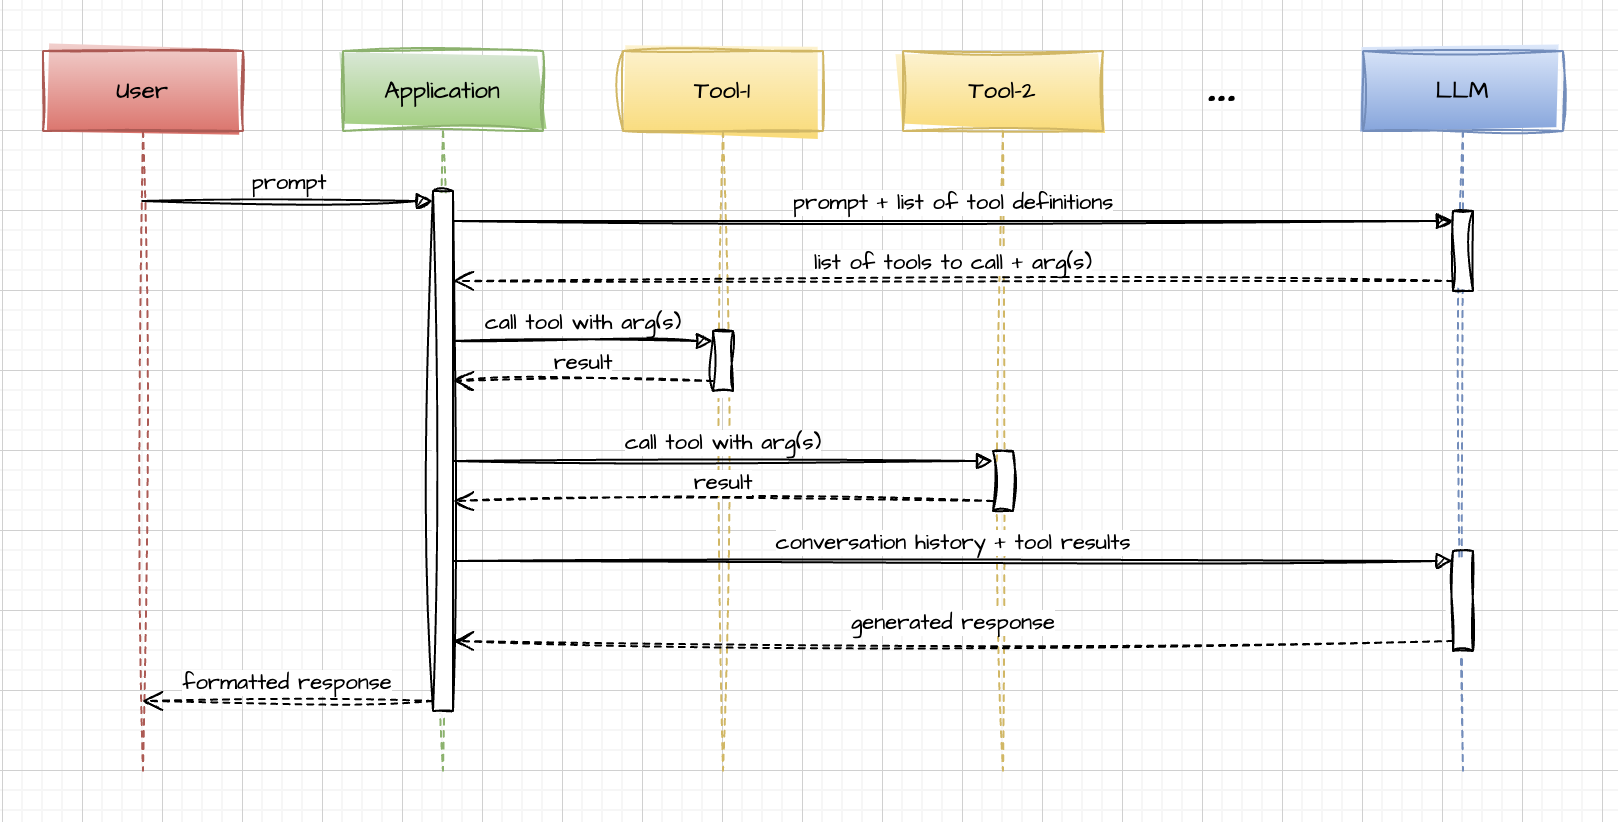 User
Application
Tool-1
Tool-2
...
LLM
prompt
prompt + list of tool definitions
list of tools to call + arg(s)
call tool with arg(s)
result
call tool with arg(s)
result
conversation history + tool results
generated response
formatted response